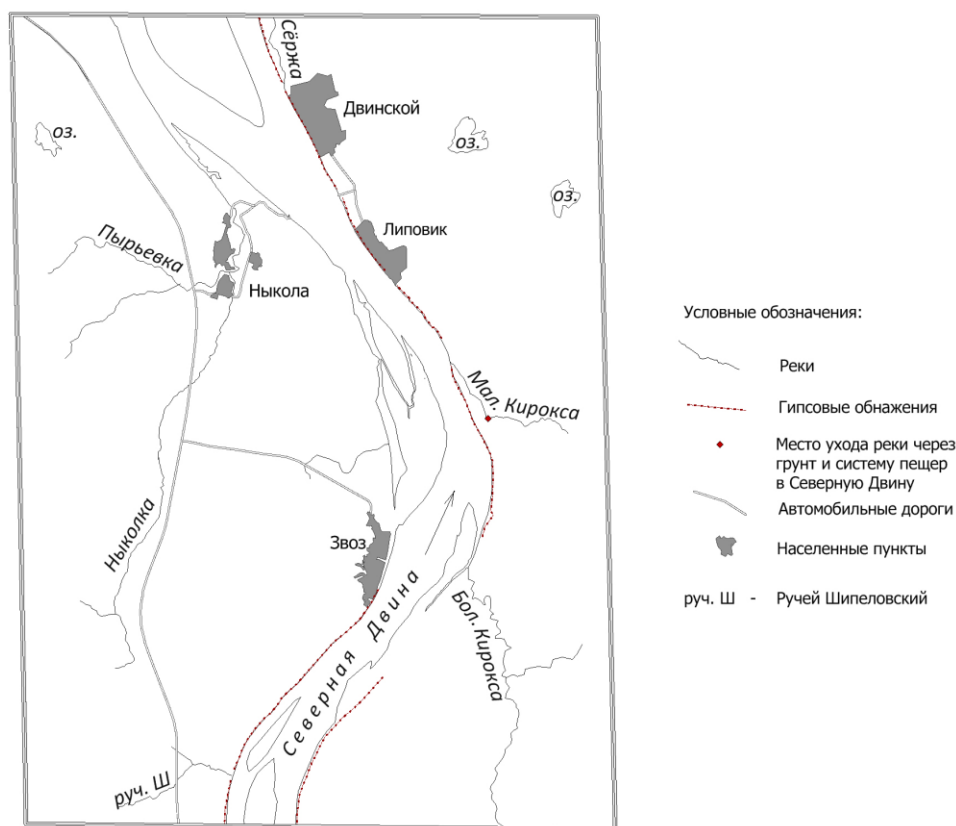 Сёржа
Двинской
оз.
оз.
оз.
Липовик
Пырьевка
Ныкола
Мал. Кирокса
Ныколка
Звоз
Северная Двина
Бол. Кирокса
руч. Ш
Условные обозначения:
Реки
Гипсовые обнажения
Место ухода реки через
грунт и систему пещер
в Северную Двину
Автомобильные дороги
Населенные пункты
руч. Ш - Ручей Шипеловский